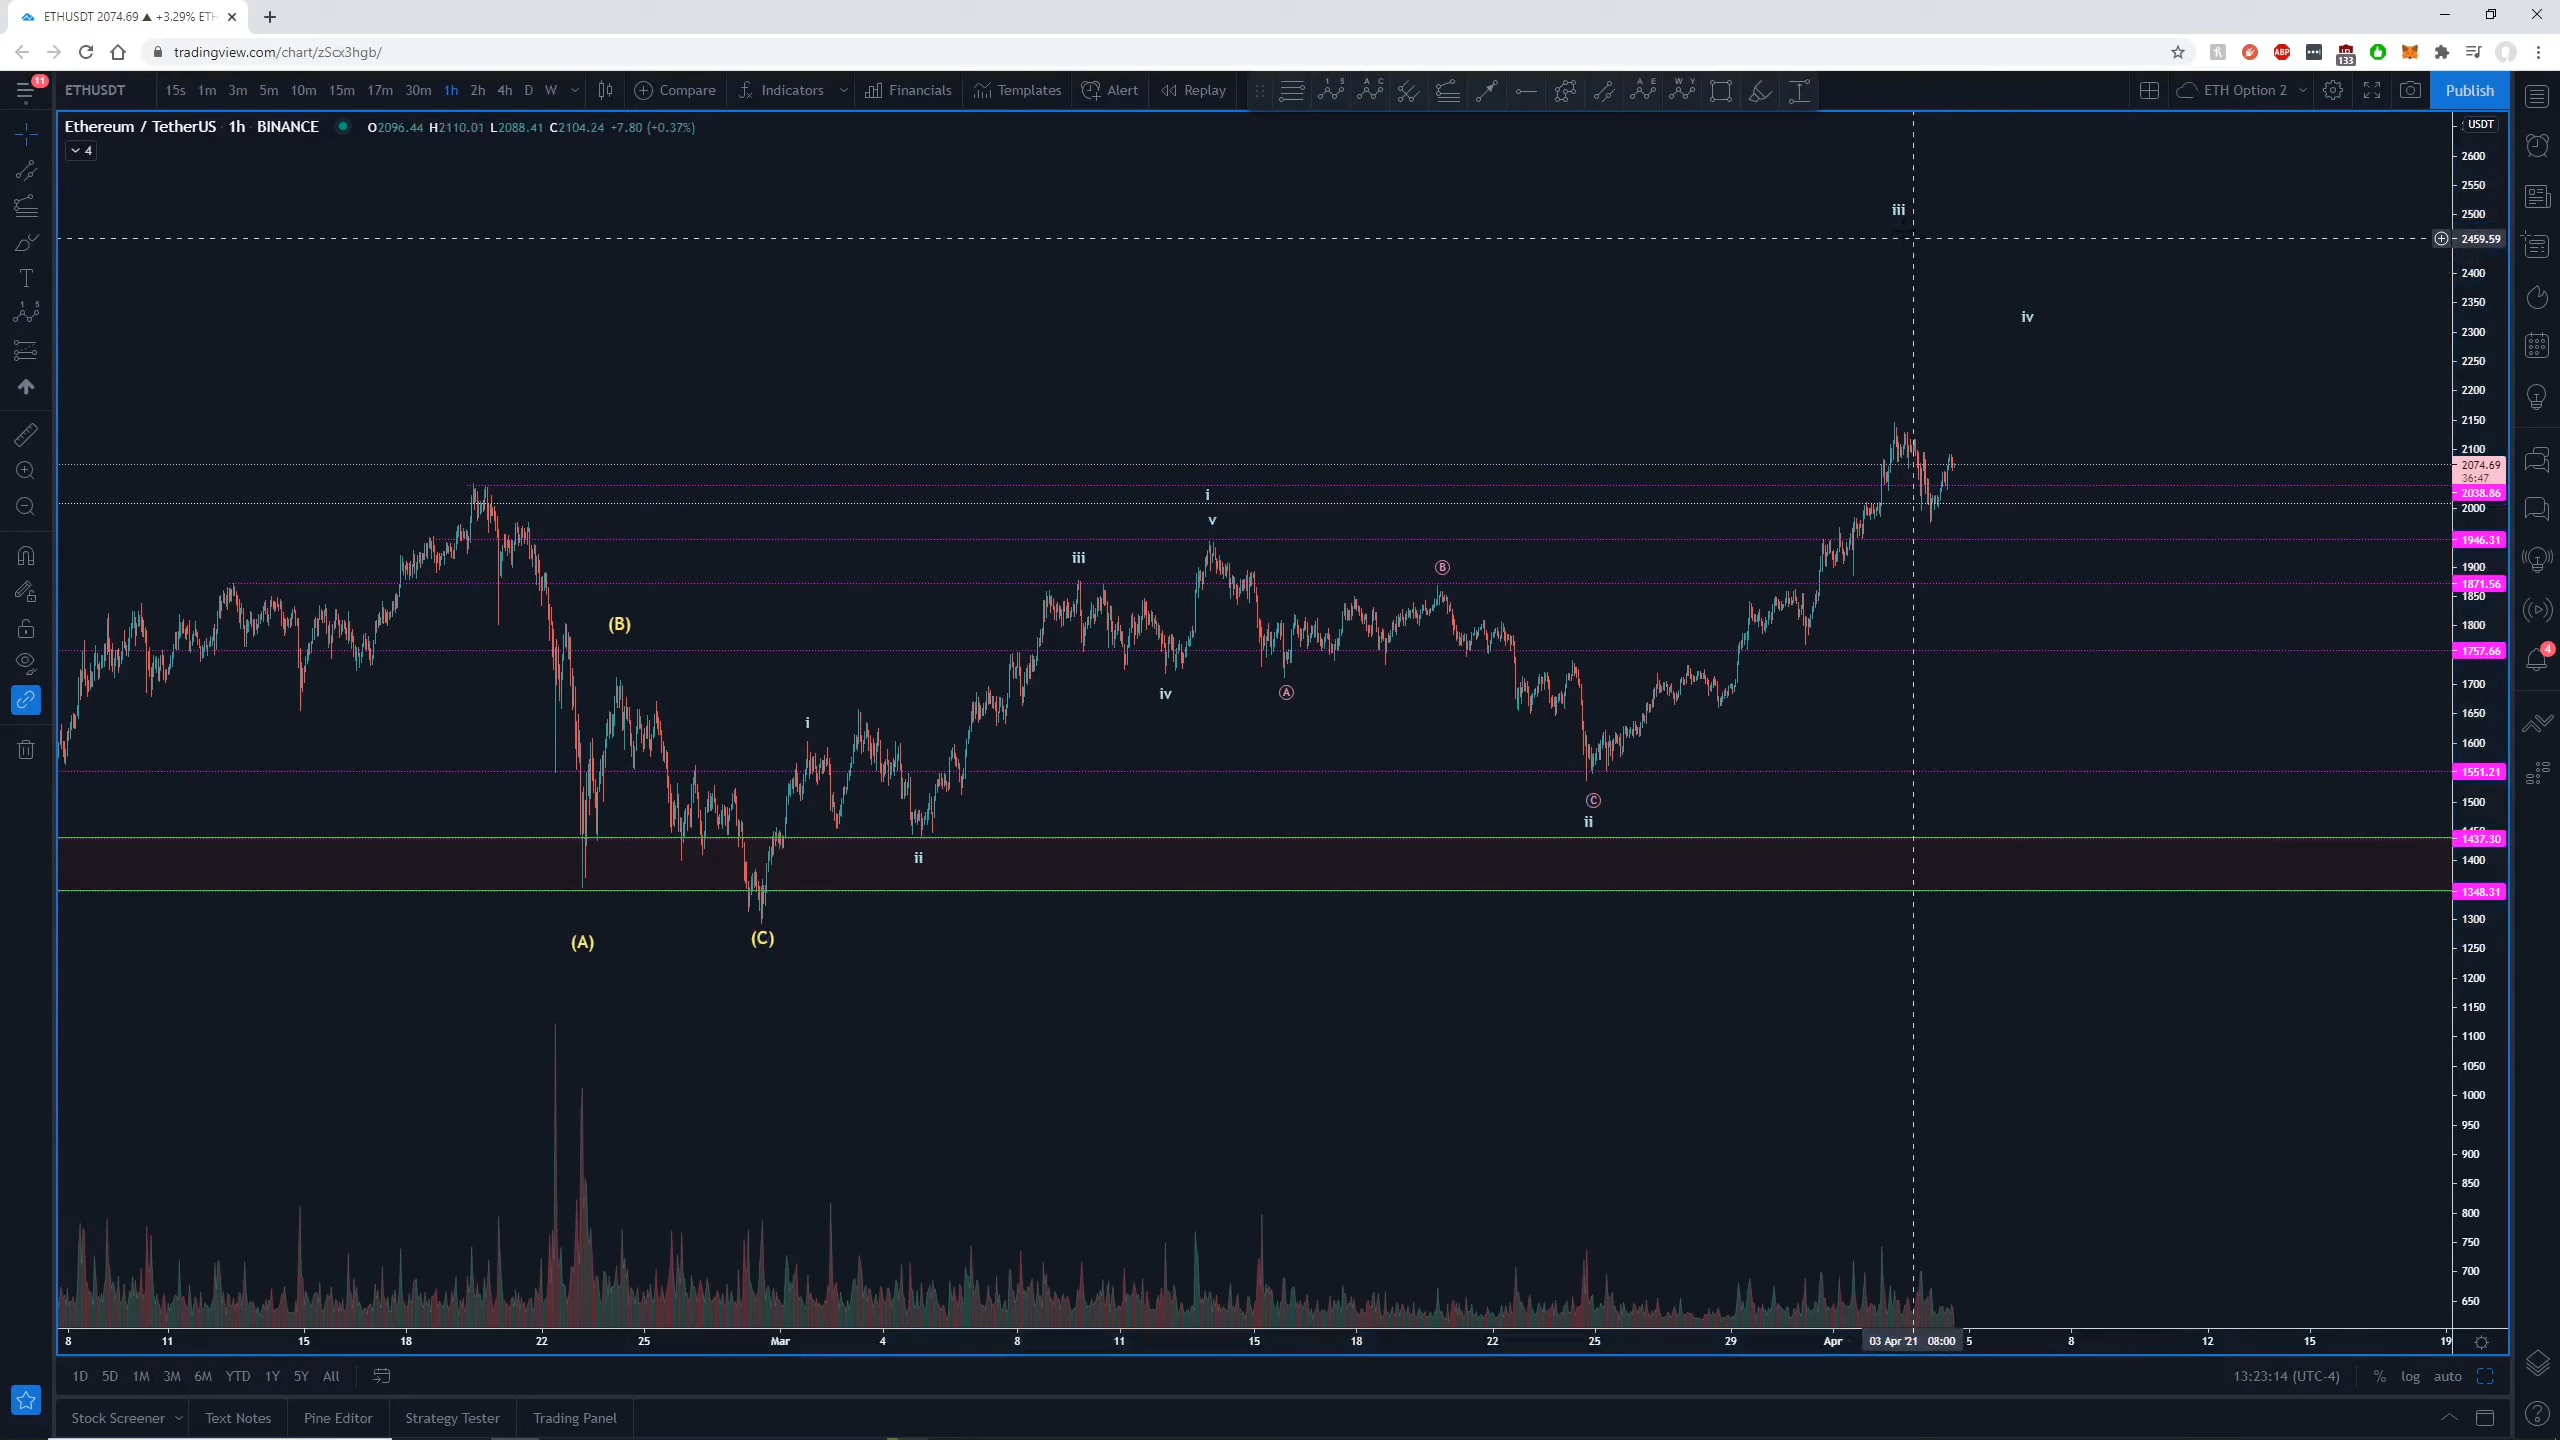 ETHUSDT 2074.69 ▲ +3.29% ETH
tradingview.com/chart/zScx3hgb/
ABP
133
11
ETHUSDT 15s 1m 3m 5m 10m 15m 17m 30m 1h 2h 4h D W Compare Indicators Financials Templates Alert Replay ETH Option 2 Publish
Ethereum / TetherUS 1h BINANCE O2096.44 H2110.01 L2088.41 C2104.24 +7.80 (+0.37%)
4
USDT
2600
2550
iii
2500
2459.59
2400
2350
iv
2300
2250
2200
2150
2100
2074.69
36:47
i
2038.86
v
2000
1946.31
iii
B
1900
1871.56
1850
(B)
1800
1757.66
iv
A
1700
i
1713
1650
1600
1551.21
C
1500
ii
1437.30
ii
1400
1348.31
1300
(A)
(C)
1250
1200
1150
1100
1050
1000
950
900
850
800
750
700
650
8 11 15 18 22 25 Mar 4 8 11 15 18 22 25 29 Apr 03 Apr '21 08:00 5 8 12 15 19
1D 5D 1M 3M 6M YTD 1Y 5Y All 13:23:14 (UTC-4) % log auto
Stock Screener Text Notes Pine Editor Strategy Tester Trading Panel